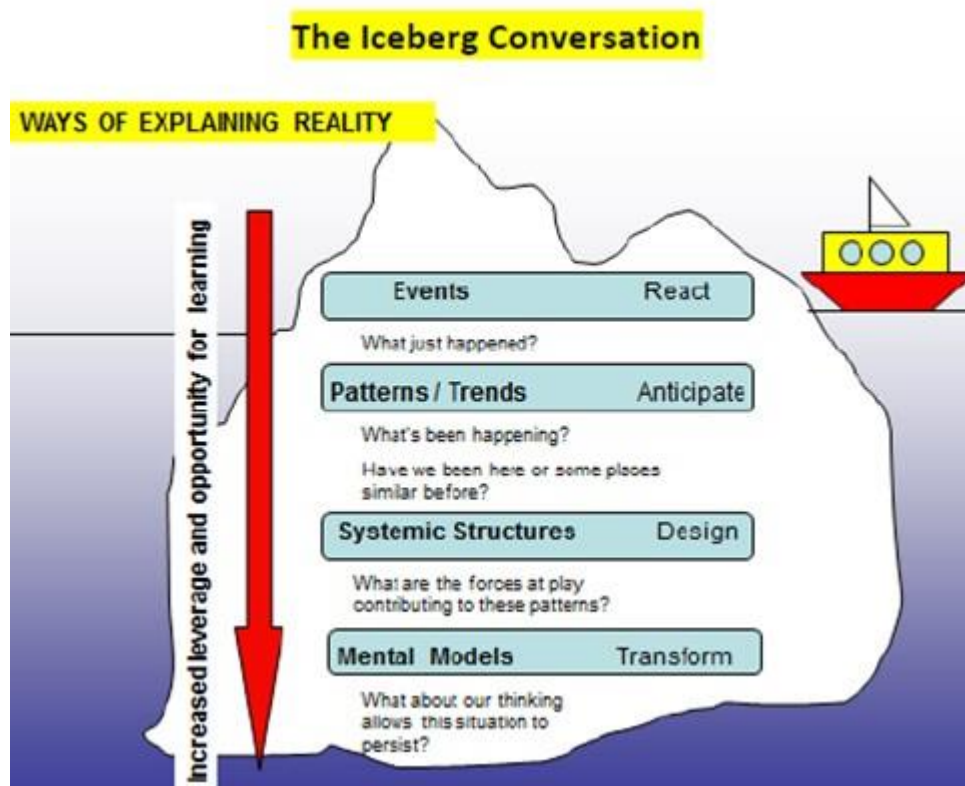 The Iceberg Conversation
WAYS OF EXPLAINING REALITY
Increased leverage and opportunity for learning
Events React
What just happened?
Patterns / Trends Anticipate
What's been happening?
Have we been here or some places
similar before?
Systemic Structures Design
What are the forces at play
contributing to these patterns?
Mental Models Transform
What about our thinking
allows this situation to
persist?